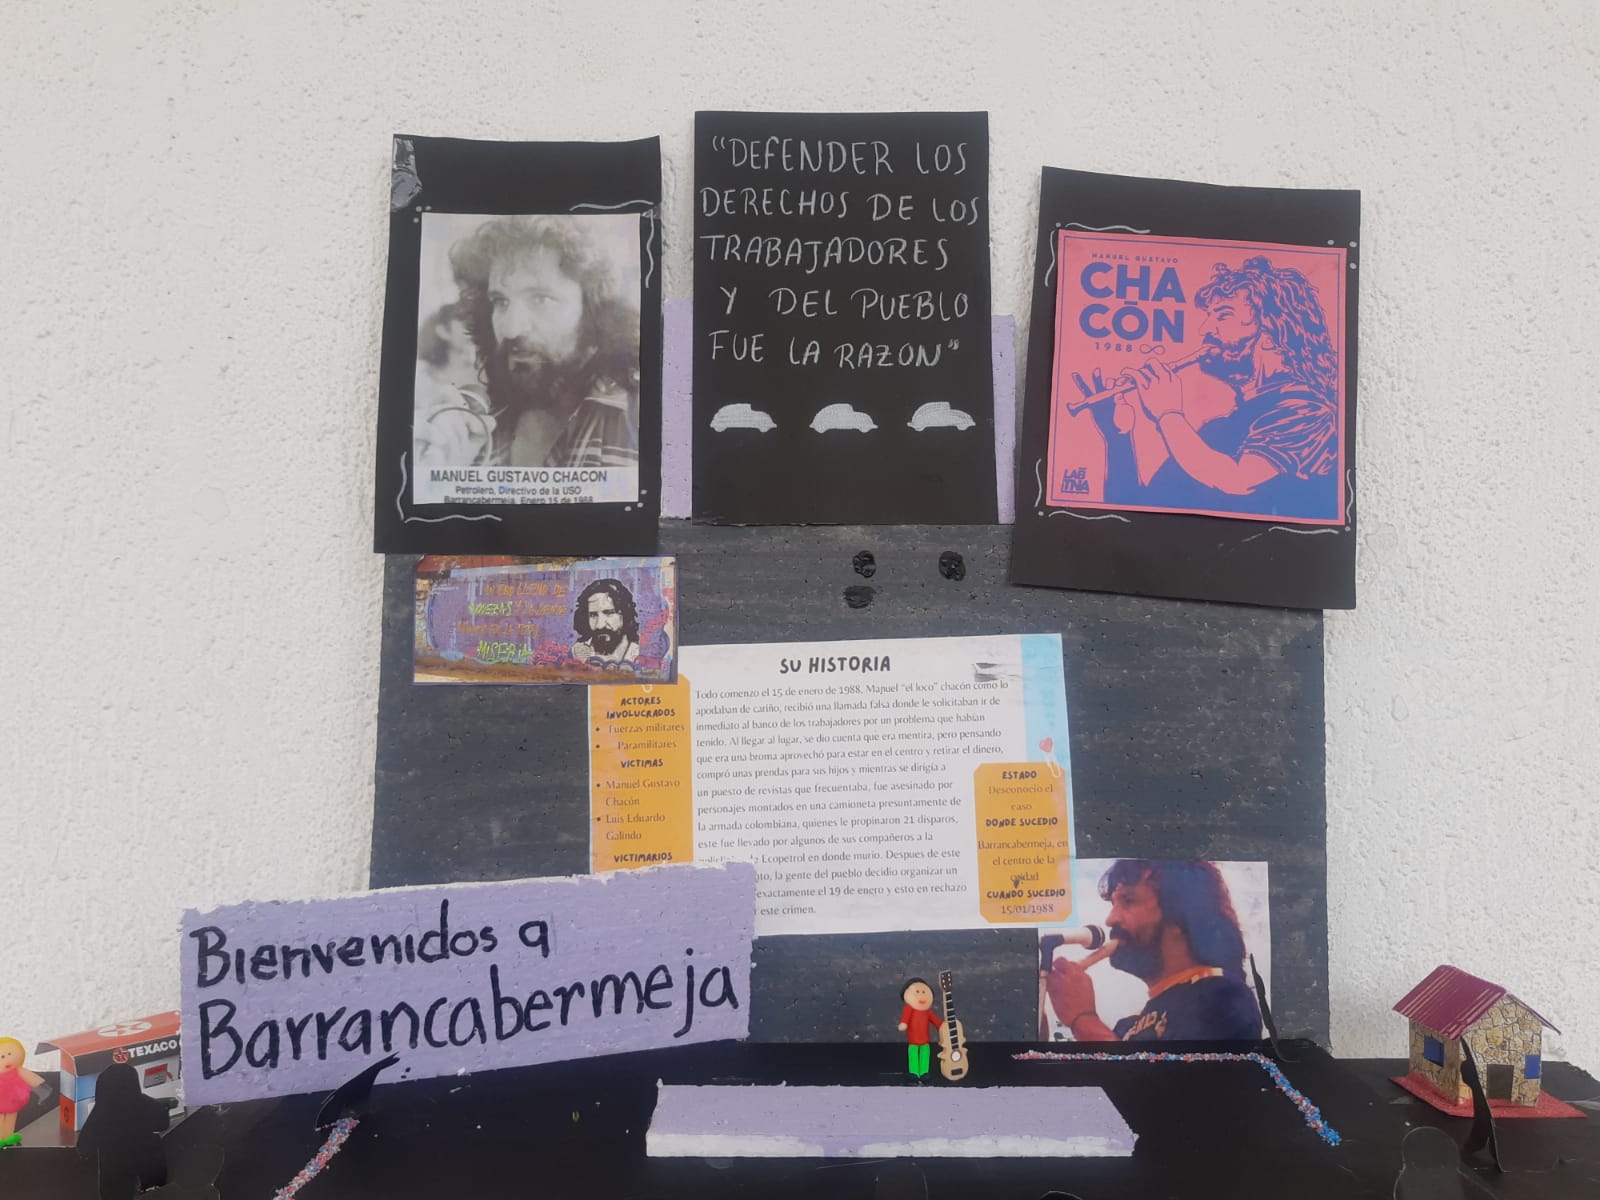 MANUEL GUSTAVO CHACON
Petrolero, Directivo de la USO
Barrancabermeja, Enero 15 de 1988
“DEFENDER LOS
DERECHOS DE LOS
TRABAJADORES
Y DEL PUEBLO
FUE LA RAZON”
MANUEL GUSTAVO
CHA
CŌN
1988 ∞
LAB
TNA
LLENO DE
MISERIA
SU HISTORIA
Todo comenzo el 15 de enero de 1988, Manuel "el loco" chacón como lo
apodaban de cariño, recibió una llamada falsa donde le solicitaban ir de
inmediato al banco de los trabajadores por un problema que habían
tenido. Al llegar al lugar, se dio cuenta que era mentira, pero pensando
que era una broma aprovechó para estar en el centro y retirar el dinero,
compró unas prendas para sus hijos y mientras se dirigía a
un puesto de revistas que frecuentaba, fue asesinado por
personajes montados en una camioneta presuntamente de
la armada colombiana, quienes le propinaron 21 disparos,
este fue llevado por algunos de sus compañeros a la
de Ecopetrol en donde murio. Despues de este
la gente del pueblo decidio organizar un
exactamente el 19 de enero y esto en rechazo
este crimen.
ACTORES
INVOLUCRADOS
• Fuerzas militares
• Paramilitares
VICTIMAS
• Manuel Gustavo
Chacón
• Luis Eduardo
Galindo
VICTIMARIOS
ESTADO
Desconocio el
caso
DONDE SUCEDIO
Barrancabermeja, en
el centro de la
ciudad
CUANDO SUCEDIO
15/01/1988
Bienvenidos a
Barrancabermeja
TEXACO